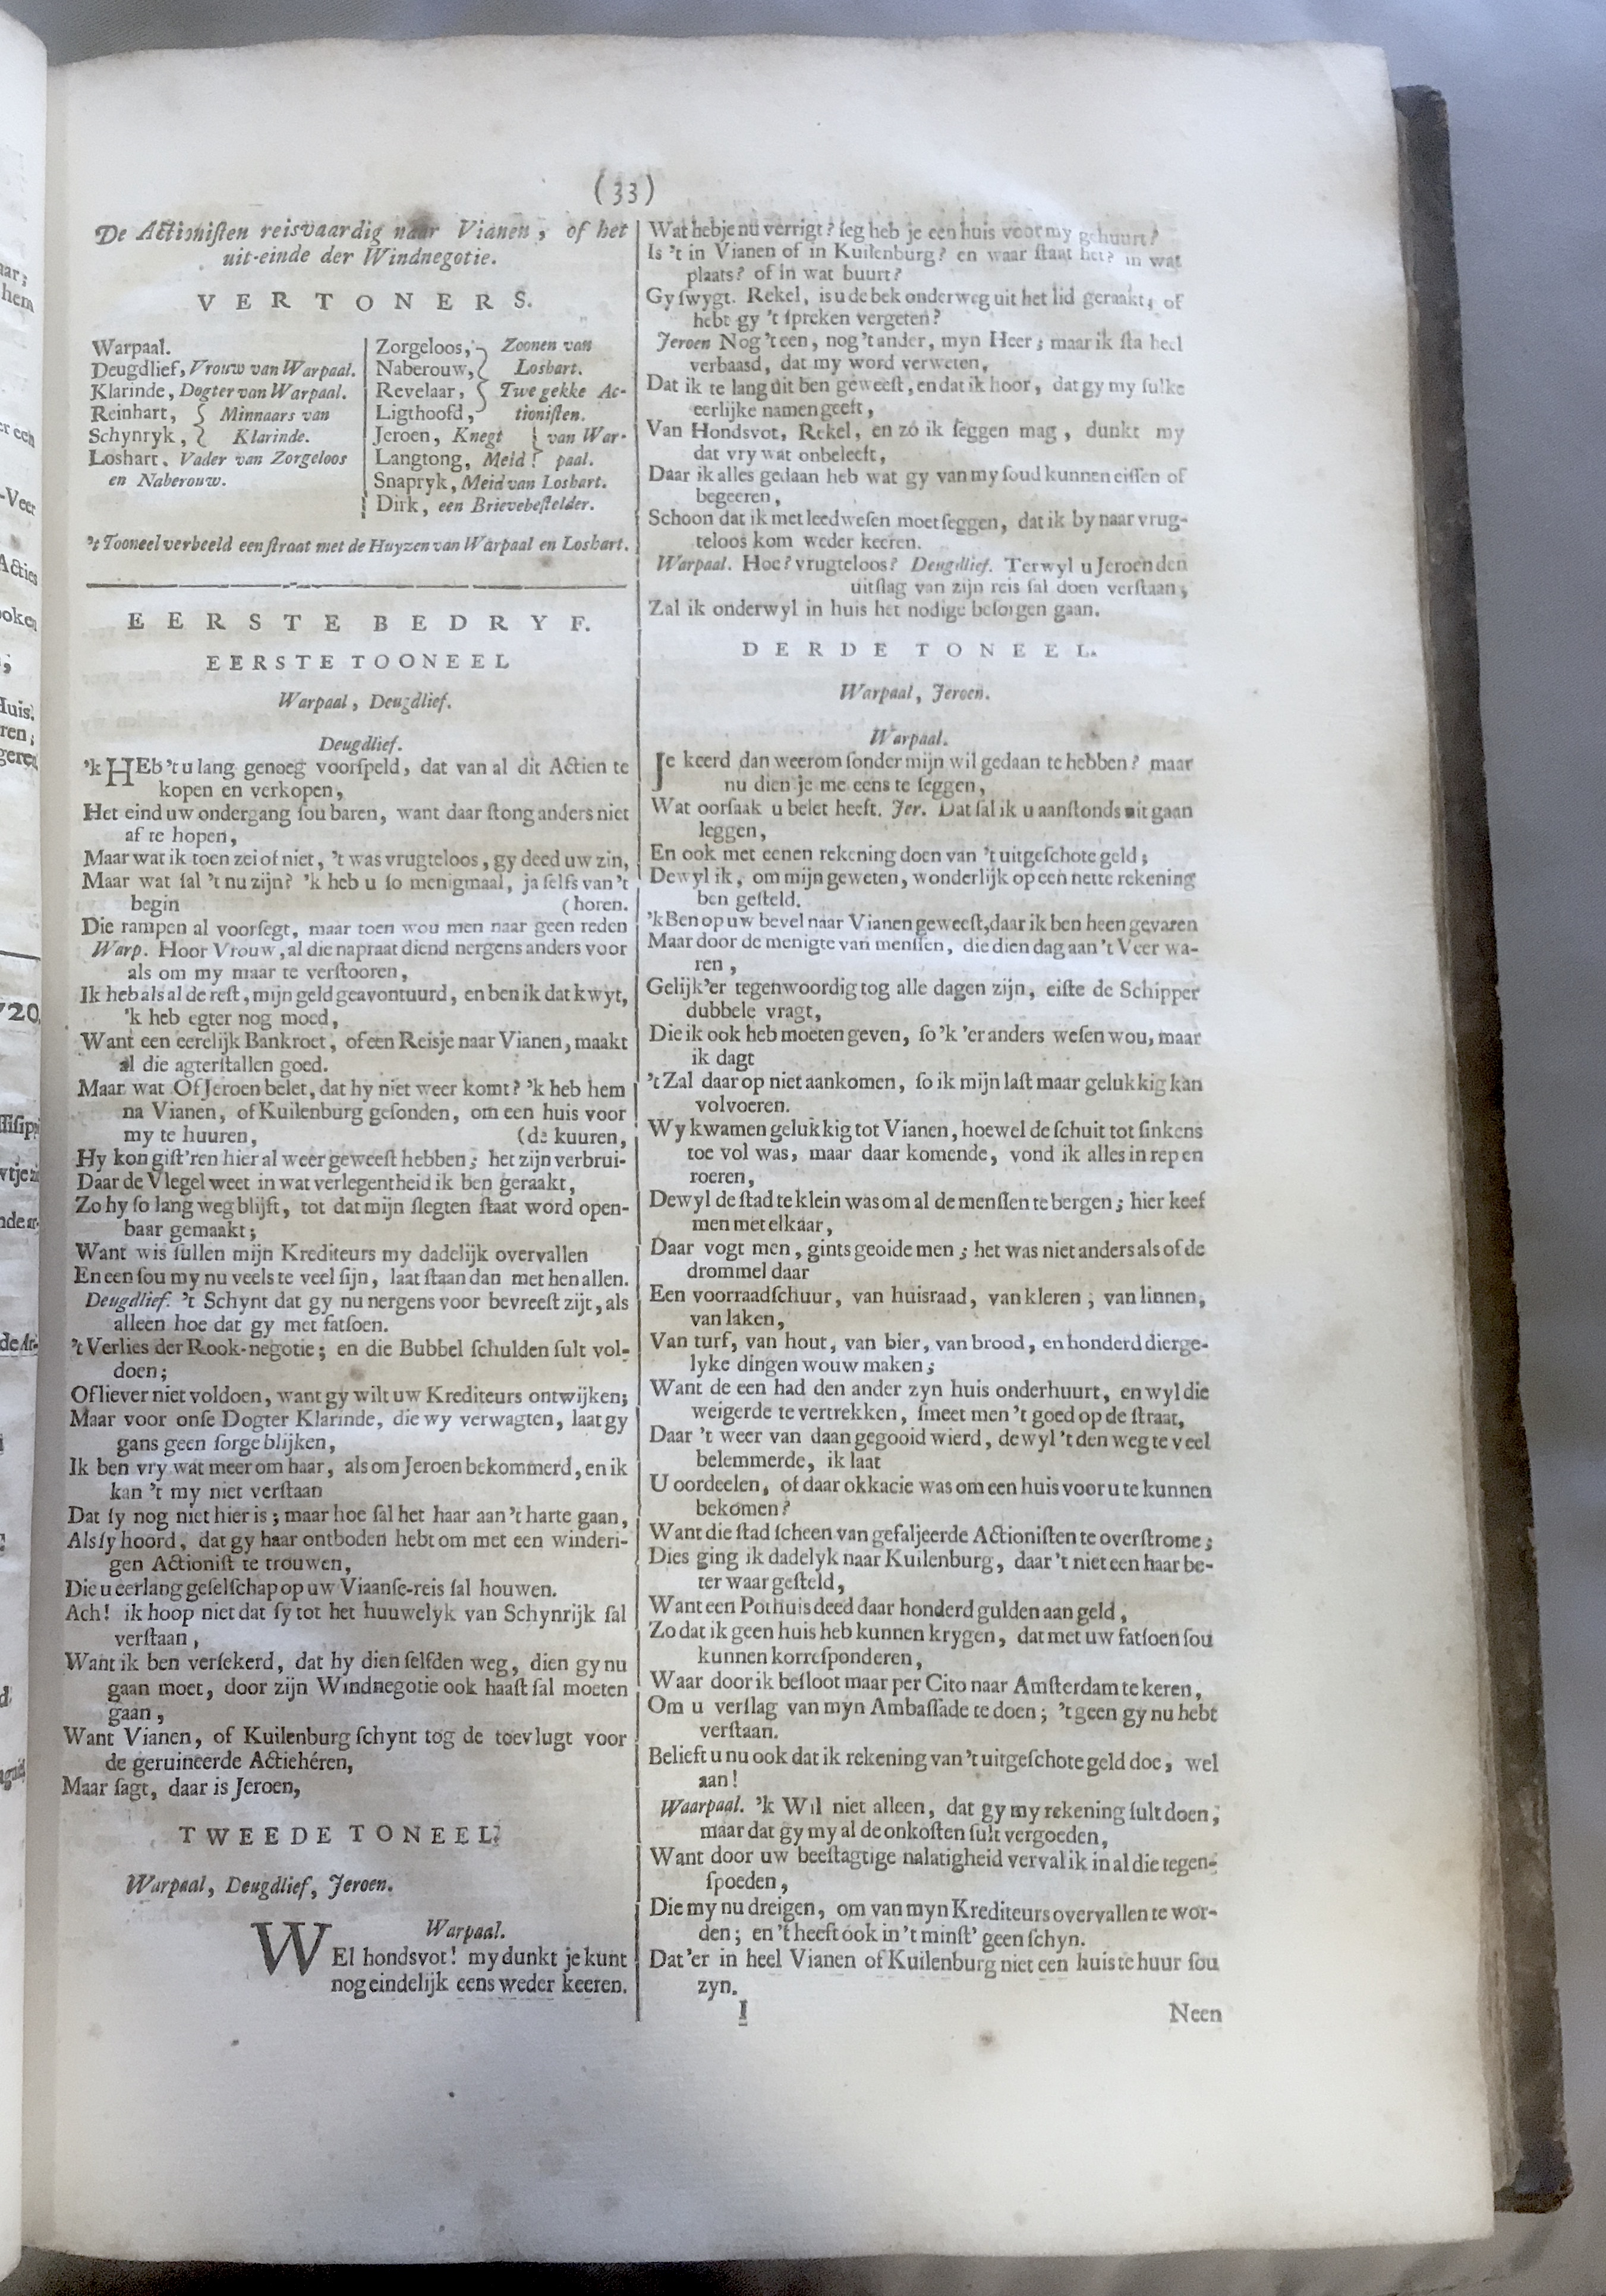 (33)
De Actionisten reisvaardig naar Vianen, of het
uit-einde der Windnegotie.
VERTONERS.
Warpaal.
Deugdlief, Vrouw van Warpaal.
Klarinde, Dogter van Warpaal.
Reinhart, } Minnaars van
Schynryk, } Klarinde.
Loshart, Vader van Zorgeloos
en Naberouw.
Zorgeloos, } Zoonen van
Naberouw, } Loshart.
Revelaar, } Twe gekke Ac-
Ligthoofd, } tionisten.
Jeroen, Knegt } van War-
Langtong, Meid } paal.
Snapryk, Meid van Loshart.
Dirk, een Brievebestelder.
't Tooneel verbeeld een straat met de Huyzen van Warpaal en Loshart.
EERSTE BEDRYF.
EERSTE TOONEEL
Warpaal, Deugdlief.
Deugdlief.
'k HEb 't u lang genoeg voorspeld, dat van al dit Actien te
kopen en verkopen,
Het eind uw ondergang sou baren, want daar stong anders niet
af te hopen,
Maar wat ik toen zei of niet, 't was vrugteloos, gy deed uw zin,
Maar wat sal 't nu zijn? 'k heb u so menigmaal, ja selfs van 't
begin (horen.
Die rampen al voorsegt, maar toen wou men naar geen reden
Warp. Hoor Vrouw, al die napraat diend nergens anders voor
als om my maar te verstooren,
Ik heb als al de rest, mijn geld geavontuurd, en ben ik dat kwyt,
'k heb egter nog moed,
Want een eerelijk Bankroet, of een Reisje naar Vianen, maakt
al die agterstallen goed.
Maar wat Of Jeroen belet, dat hy niet weer komt? 'k heb hem
na Vianen, of Kuilenburg gesonden, om een huis voor
my te huuren, (de kuuren,
Hy kon gist'ren hier al weer geweest hebben; het zijn verbrui-
Daar de Vlegel weet in wat verlegentheid ik ben geraakt,
Zo hy so lang weg blijft, tot dat mijn slegten staat word open-
baar gemaakt;
Want wis sullen mijn Krediteurs my dadelijk overvallen
En een sou my nu veels te veel sijn, laat staan dan met hen allen.
Deugdlief. 't Schynt dat gy nu nergens voor bevreest zijt, als
alleen hoe dat gy met fatsoen.
't Verlies der Rook-negotie; en die Bubbel schulden sult vol-
doen;
Of liever niet voldoen, want gy wilt uw Krediteurs ontwijken;
Maar voor onse Dogter Klarinde, die wy verwagten, laat gy
gans geen sorge blijken,
Ik ben vry wat meer om haar, als om Jeroen bekommerd, en ik
kan 't my niet verstaan
Dat sy nog niet hier is; maar hoe sal het haar aan 't harte gaan,
Als sy hoord, dat gy haar ontboden hebt om met een winderi-
gen Actionist te trouwen,
Die u eerlang geselschap op uw Viaanse-reis sal houwen.
Ach! ik hoop niet dat sy tot het huuwelyk van Schynrijk sal
verstaan,
Want ik ben versekerd, dat hy dien selfden weg, dien gy nu
gaan moet, door zijn Windnegotie ook haast sal moeten
gaan,
Want Vianen, of Kuilenburg schynt tog de toevlugt voor
de geruineerde Actichéren,
Maar sagt, daar is Jeroen,
TWEEDE TONEEL.
Warpaal, Deugdlief, Jeroen.
Warpaal.
WEl hondsvot! my dunkt je kunt
nog eindelijk eens weder keeren.
Wat hebje nu verrigt? seg heb je een huis voor my gehuurt?
Is 't in Vianen of in Kuilenburg? en waar staat het? in wat
plaats? of in wat buurt?
Gy swygt. Rekel, is u de bek onderweg uit het lid geraakt, of
hebt gy 't spreken vergeten?
Jeroen Nog 't een, nog 't ander, myn Heer; maar ik sta heel
verbaasd, dat my word verweten,
Dat ik te lang uit ben geweest, en dat ik hoor, dat gy my sulke
eerlijke namen geeft,
Van Hondsvot, Rekel, en zó ik seggen mag, dunkt my
dat vry wat onbeleeft,
Daar ik alles gedaan heb wat gy van my soud kunnen eissen of
begeeren,
Schoon dat ik met leedwesen moet seggen, dat ik by naar vrug-
teloos kom weder keeren.
Warpaal. Hoe? vrugteloos? Deugdlief. Terwyl u Jeroen den
uitslag van zijn reis sal doen verstaan;
Zal ik onderwyl in huis het nodige besorgen gaan.
DERDE TONEEL.
Warpaal, Jeroen.
Warpaal.
Je keerd dan weerom sonder mijn wil gedaan te hebben? maar
nu dien je me eens te seggen,
Wat oorsaak u belet heeft. Jer. Dat sal ik u aanstonds uit gaan
leggen,
En ook met eenen rekening doen van 't uitgeschote geld;
Dewyl ik, om mijn geweten, wonderlijk op een nette rekening
ben gesteld.
'k Ben op uw bevel naar Vianen geweest, daar ik ben heen gevaren
Maar door de menigte van menssen, die dien dag aan 't Veer wa-
ren,
Gelijk'er tegenwoordig tog alle dagen zijn, eiste de Schipper
dubbele vragt,
Die ik ook heb moeten geven, so 'k 'er anders wesen wou, maar
ik dagt
't Zal daar op niet aankomen, so ik mijn last maar gelukkig kan
volvoeren.
Wy kwamen gelukkig tot Vianen, hoewel de schuit tot sinkens
toe vol was, maar daar komende, vond ik alles in rep en
roeren,
Dewyl de stad te klein was om al de menssen te bergen; hier keef
men met elkaar,
Daar vogt men, gints geoide men; het was niet anders als of de
drommel daar
Een voorraadschuur, van huisraad, van kleren, van linnen,
van laken,
Van turf, van hout, van bier, van brood, en honderd dierge-
lyke dingen wouw maken;
Want de een had den ander zyn huis onderhuurt, en wyl die
weigerde te vertrekken, smeet men 't goed op de straat,
Daar 't weer van daan gegooid wierd, dewyl 't den weg te veel
belemmerde, ik laat
U oordeelen, of daar okkacie was om een huis voor u te kunnen
bekomen?
Want die stad scheen van gefaljeerde Actionisten te overstrome;
Dies ging ik dadelyk naar Kuilenburg, daar 't niet een haar be-
ter waar gesteld,
Want een Pothuis deed daar honderd gulden aan geld,
Zo dat ik geen huis heb kunnen krygen, dat met uw fatsoen sou
kunnen korresponderen,
Waar door ik besloot maar per Cito naar Amsterdam te keren,
Om u verslag van myn Ambassade te doen; 't geen gy nu hebt
verstaan.
Belieft u nu ook dat ik rekening van 't uitgeschote geld doe, wel
aan!
Waarpaal. 'k Wil niet alleen, dat gy my rekening sult doen,
maar dat gy my al de onkosten sult vergoeden,
Want door uw beestagtige nalatigheid verval ik in al die tegen-
spoeden,
Die my nu dreigen, om van myn Krediteurs overvallen te wor-
den; en 't heeft ook in 't minst' geen schyn.
Dat'er in heel Vianen of Kuilenburg niet een huis te huur sou
zyn.
I
Neen